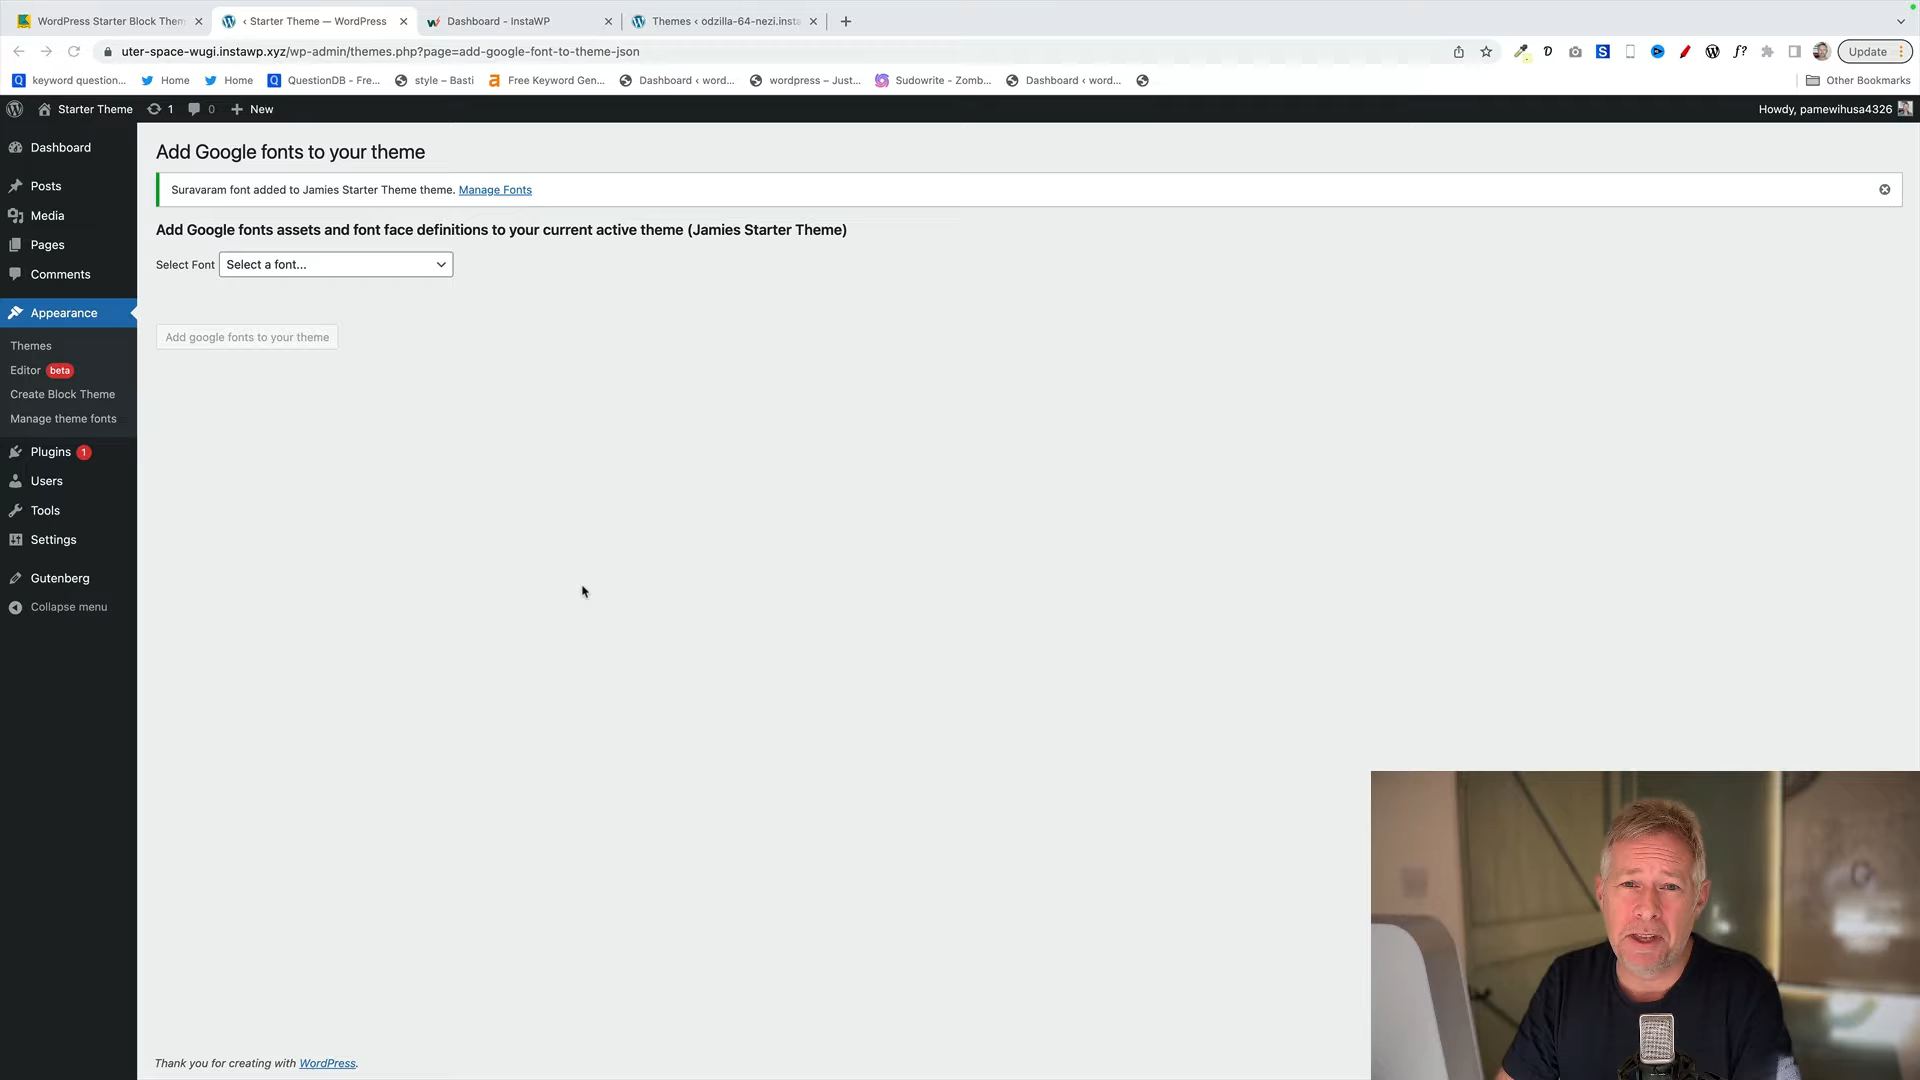 WordPress Starter Block Them
‹ Starter Theme — WordPress
Dashboard - InstaWP
Themes ‹ odzilla-64-nezi.insta
uter-space-wugi.instawp.xyz/wp-admin/themes.php?page=add-google-font-to-theme-json
Update
keyword question...
Home
Home
QuestionDB - Fre...
style – Basti
Free Keyword Gen...
Dashboard ‹ word...
wordpress – Just...
Sudowrite - Zomb...
Dashboard ‹ word...
Other Bookmarks
Starter Theme
1
0
New
Howdy, pamewihusa4326
Dashboard
Posts
Media
Pages
Comments
Appearance
Themes
Editor beta
Create Block Theme
Manage theme fonts
Plugins 1
Users
Tools
Settings
Gutenberg
Collapse menu
Add Google fonts to your theme
Suravaram font added to Jamies Starter Theme theme. Manage Fonts
Add Google fonts assets and font face definitions to your current active theme (Jamies Starter Theme)
Select Font Select a font...
Add google fonts to your theme
Thank you for creating with WordPress.